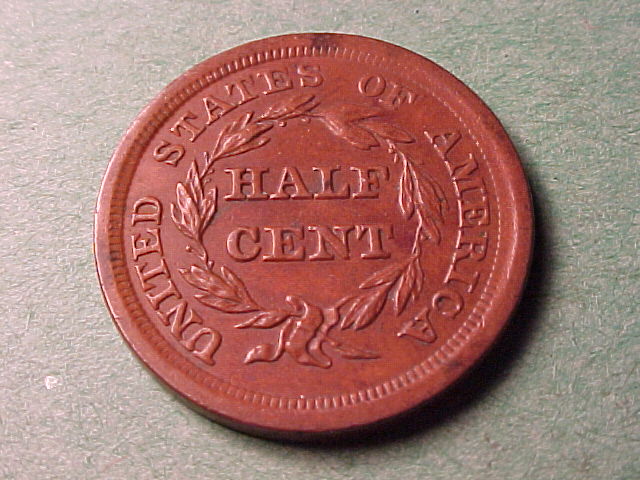 UNITED STATES OF AMERICA
HALF
CENT